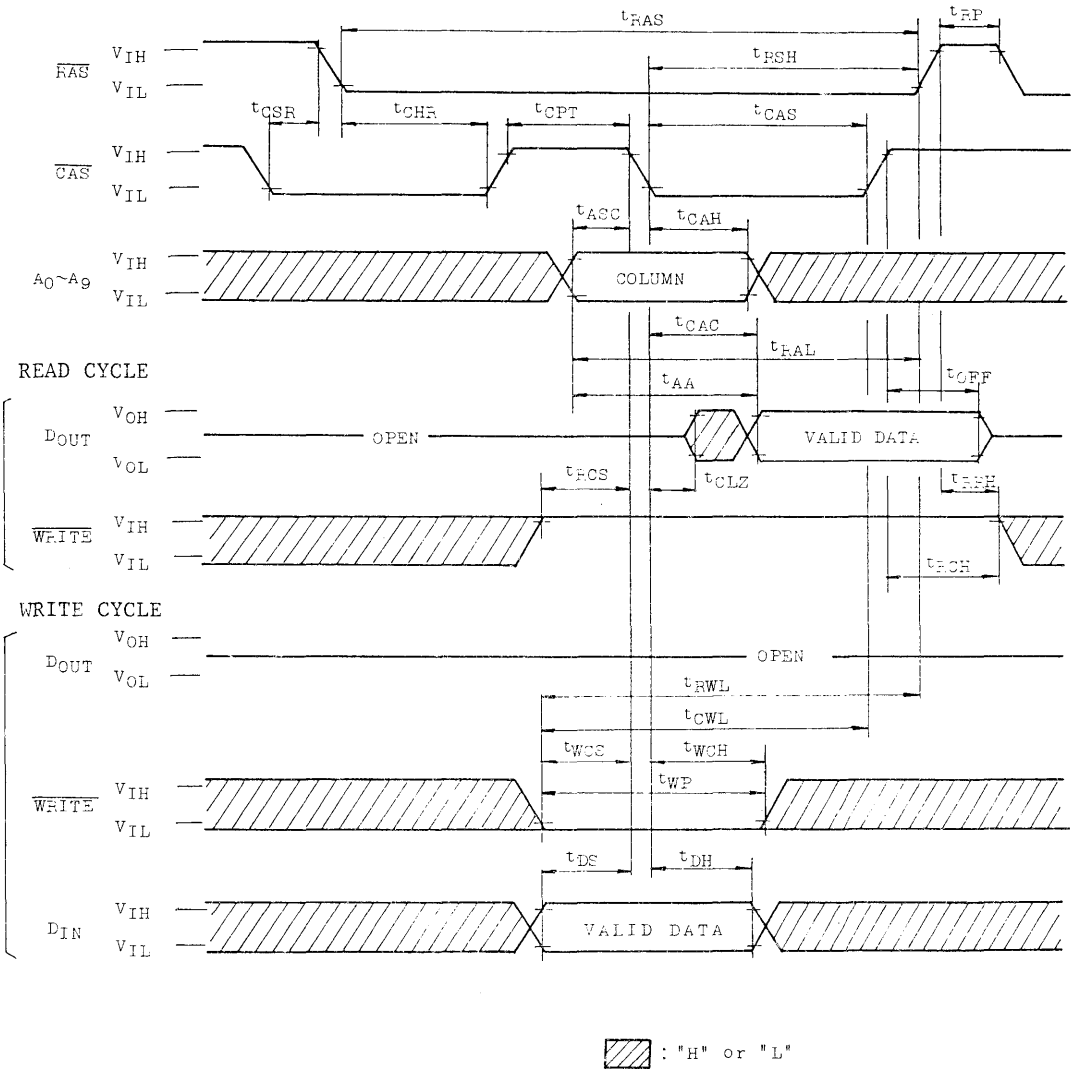 tRAS
tRP
RAS
VIH
VIL
tRSH
tCSR
tCHR
tCPT
tCAS
CAS
VIH
VIL
tASC
tCAH
A0~A9
VIH
VIL
COLUMN
tCAC
tRAL
READ CYCLE
tAA
tOFF
DOUT
VOH
VOL
OPEN
VALID DATA
tRCS
tCLZ
tRRH
WRITE
VIH
VIL
tRCH
WRITE CYCLE
DOUT
VOH
VOL
OPEN
tRWL
tCWL
tWCS
tWCH
WRITE
VIH
VIL
tWP
tDS
tDH
DIN
VIH
VIL
VALID DATA
: "H" or "L"